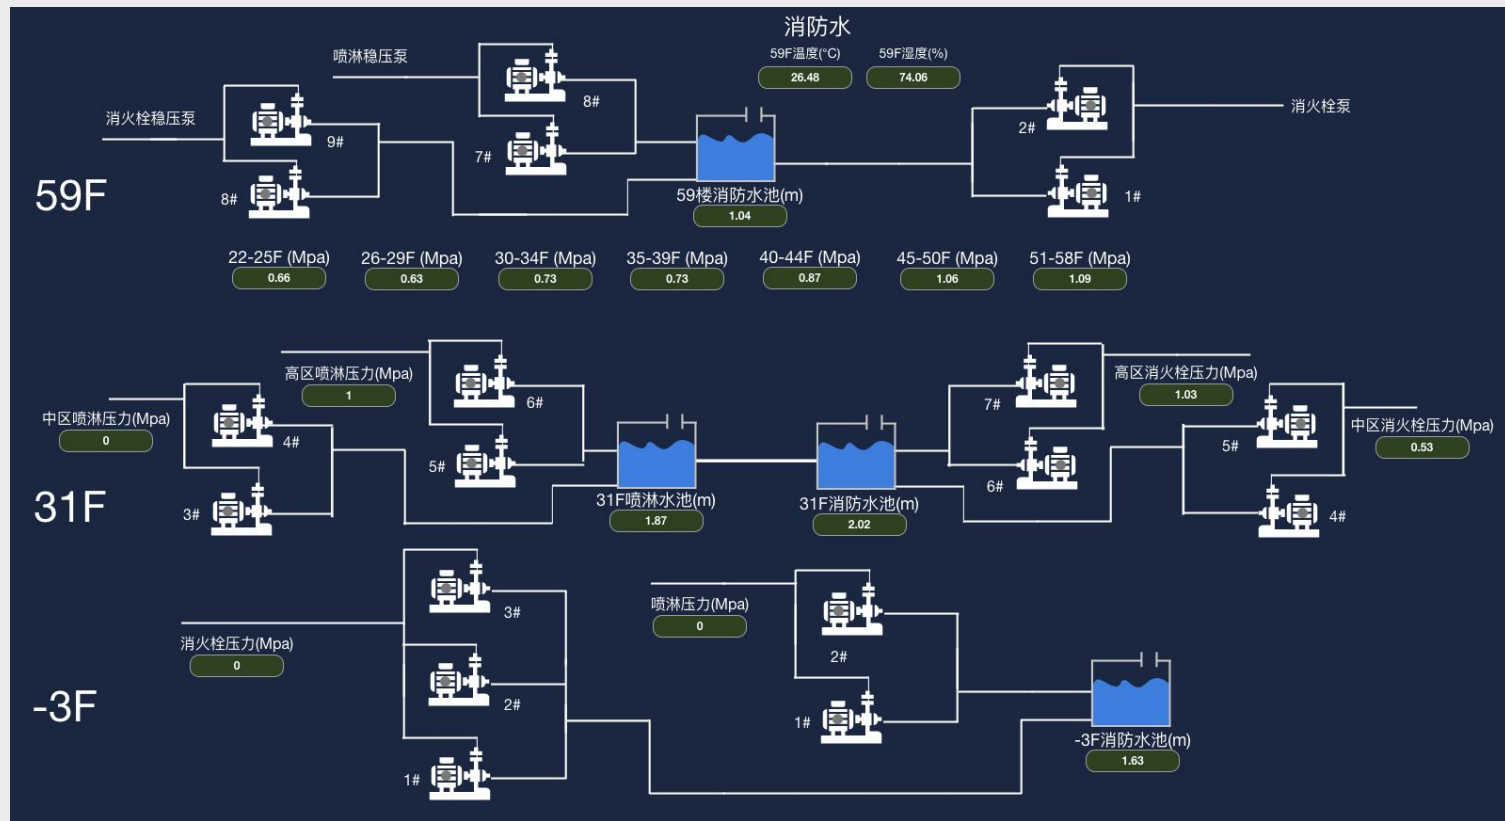 消防水
喷淋稳压泵
59F温度(°C)
59F湿度(%)
26.48
74.06
8#
消火栓稳压泵
9#
7#
2#
消火栓泵
59F
8#
1#
59楼消防水池(m)
1.04
22-25F (Mpa)
26-29F (Mpa)
30-34F (Mpa)
35-39F (Mpa)
40-44F (Mpa)
45-50F (Mpa)
51-58F (Mpa)
0.66
0.63
0.73
0.73
0.87
1.06
1.09
高区喷淋压力(Mpa)
1
6#
7#
高区消火栓压力(Mpa)
1.03
中区喷淋压力(Mpa)
0
4#
5#
中区消火栓压力(Mpa)
0.53
5#
6#
31F
3#
31F喷淋水池(m)
1.87
31F消防水池(m)
2.02
4#
3#
喷淋压力(Mpa)
0
消火栓压力(Mpa)
0
2#
-3F
2#
1#
-3F消防水池(m)
1.63
1#